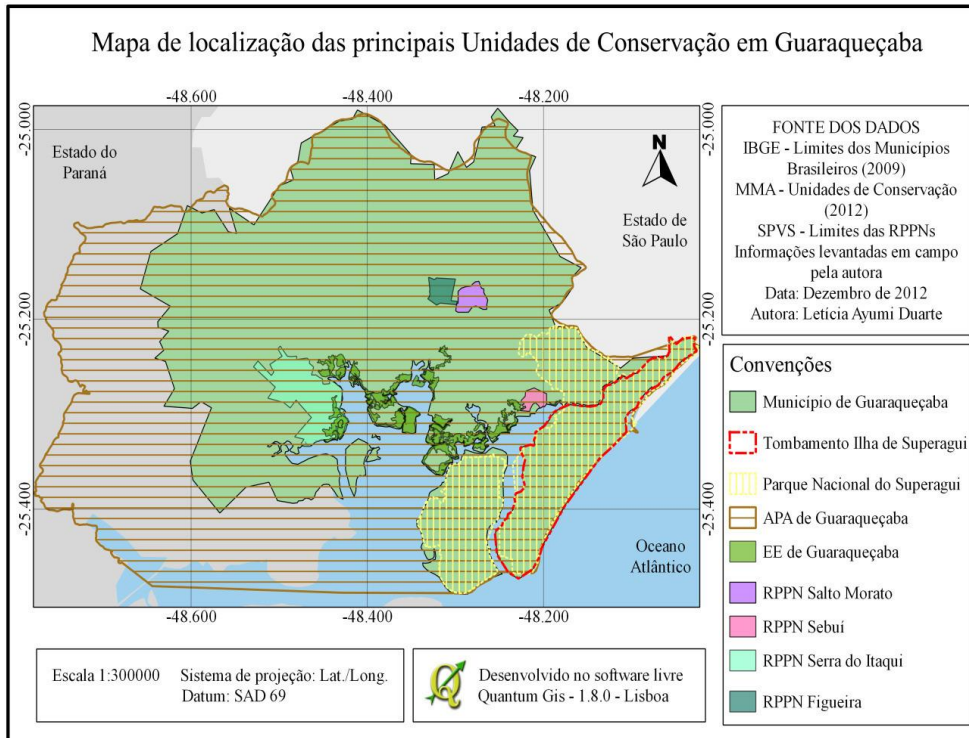 Mapa de localização das principais Unidades de Conservação em Guaraqueçaba
-48.600
-48.400
-48.200
-25.000
-25.000
Estado do
Paraná
N
Estado de
São Paulo
-25.200
-25.200
-25.400
-25.400
Oceano
Atlântico
-48.600
-48.400
-48.200
FONTE DOS DADOS
IBGE - Limites dos Municípios
Brasileiros (2009)
MMA - Unidades de Conservação
(2012)
SPVS - Limites das RPPNs
Informações levantadas em campo
pela autora
Data: Dezembro de 2012
Autora: Letícia Ayumi Duarte
Convenções
Município de Guaraqueçaba
Tombamento Ilha de Superagui
Parque Nacional do Superagui
APA de Guaraqueçaba
EE de Guaraqueçaba
RPPN Salto Morato
RPPN Sebuí
RPPN Serra do Itaqui
RPPN Figueira
Escala 1:300000 Sistema de projeção: Lat./Long.
Datum: SAD 69
Desenvolvido no software livre
Quantum Gis - 1.8.0 - Lisboa